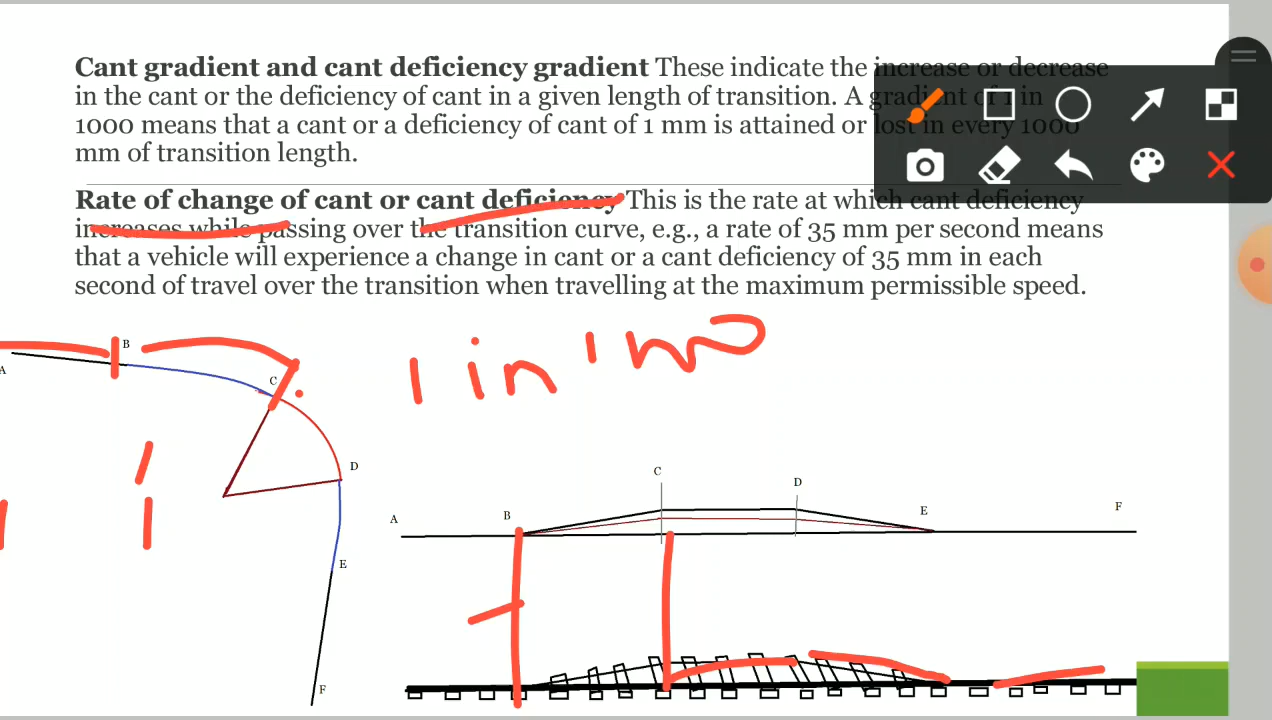 Cant gradient and cant deficiency gradient These indicate the increase or decrease
in the cant or the deficiency of cant in a given length of transition. A gradient of 1 in
1000 means that a cant or a deficiency of cant of 1 mm is attained or lost in every 1000
mm of transition length.
Rate of change of cant or cant deficiency This is the rate at which cant deficiency
increases while passing over the transition curve, e.g., a rate of 35 mm per second means
that a vehicle will experience a change in cant or a cant deficiency of 35 mm in each
second of travel over the transition when travelling at the maximum permissible speed.
B
A
C
1 in
D
E
F
C
D
A
B
E
F